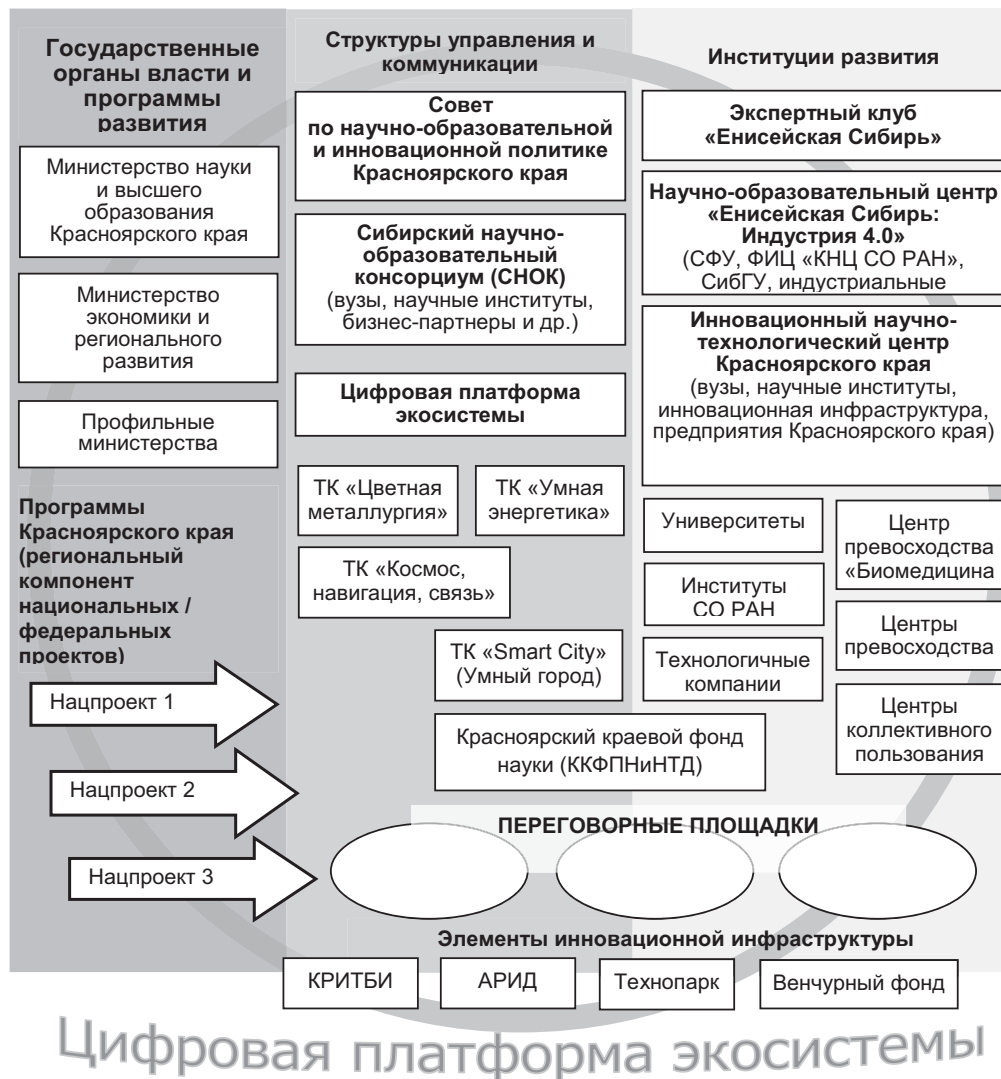 Государственные
органы власти и
программы
развития
Министерство науки
и высшего
образования
Красноярского края
Министерство
экономики и
регионального
развития
Профильные
министерства
Программы
Красноярского края
(региональный
компонент
национальных /
федеральных
проектов)
Нацпроект 1
Нацпроект 2
Нацпроект 3
Структуры управления и
коммуникации
Совет
по научно-образовательной
и инновационной политике
Красноярского края
Сибирский научно-
образовательный
консорциум (СНОК)
(вузы, научные институты,
бизнес-партнеры и др.)
Цифровая платформа
экосистемы
ТК «Цветная
металлургия»
ТК «Умная
энергетика»
ТК «Космос,
навигация, связь»
ТК «Smart City»
(Умный город)
Красноярский краевой фонд
науки (ККФПНиНТД)
Институции развития
Экспертный клуб
«Енисейская Сибирь»
Научно-образовательный центр
«Енисейская Сибирь:
Индустрия 4.0»
(СФУ, ФИЦ «КНЦ СО РАН»,
СибГУ, индустриальные
Инновационный научно-
технологический центр
Красноярского края
(вузы, научные институты,
инновационная инфраструктура,
предприятия Красноярского края)
Университеты
Институты
СО РАН
Технологичные
компании
Центр
превосходства
«Биомедицина
Центры
превосходства
Центры
коллективного
пользования
ПЕРЕГОВОРНЫЕ ПЛОЩАДКИ
Элементы инновационной инфраструктуры
КРИТБИ
АРИД
Технопарк
Венчурный фонд
Цифровая платформа экосистемы